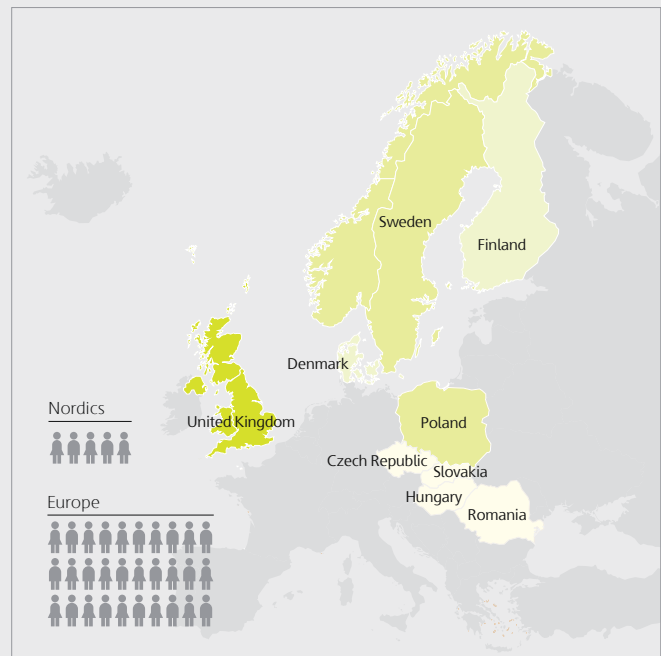 Sweden
Finland
Denmark
United Kingdom
Nordics
Poland
Czech Republic
Slovakia
Hungary
Romania
Europe